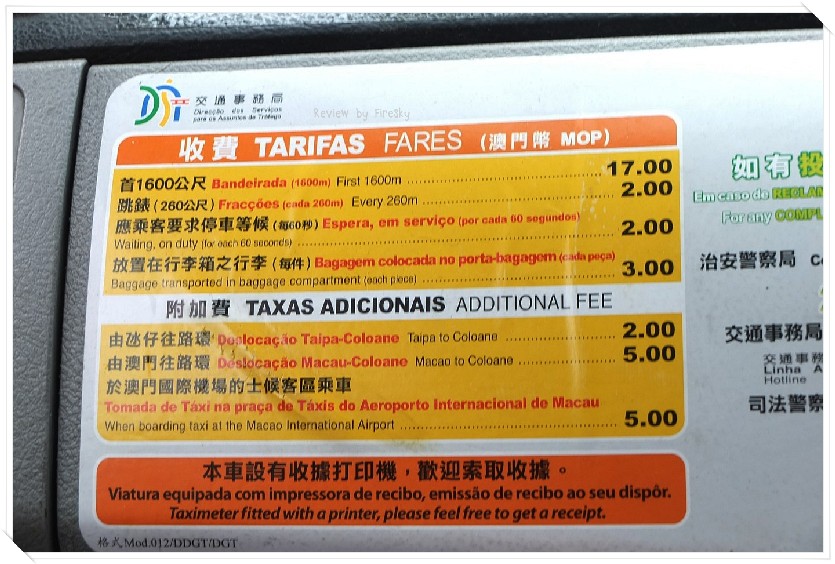 交通事務局
Direcção dos Serviços
para os Assuntos de Tráfego
Review by FireSky
收費 TARIFAS FARES (澳門幣 MOP)
首1600公尺 Bandeirada (1600m) First 1600m 17.00
跳錶 (260公尺) Fracções (cada 260m) Every 260m 2.00
應乘客要求停車等候 (每60秒) Espera, em serviço (por cada 60 segundos)
Waiting, on duty (for each 60 seconds) 2.00
放置在行李箱之行李 (每件) Bagagem colocada no porta-bagagem (cada peça)
Baggage transported in baggage compartment (each piece) 3.00
附加費 TAXAS ADICIONAIS ADDITIONAL FEE
由氹仔往路環 Deslocação Taipa-Coloane Taipa to Coloane 2.00
由澳門往路環 Deslocação Macau-Coloane Macao to Coloane 5.00
於澳門國際機場的士候客區乘車
Tomada de Táxi na praça de Táxis do Aeroporto Internacional de Macau
When boarding taxi at the Macao International Airport 5.00
本車設有收據打印機，歡迎索取收據。
Viatura equipada com impressora de recibo, emissão de recibo ao seu dispôr.
Taximeter fitted with a printer, please feel free to get a receipt.
格式Mod.012/DDGT/DGT
如有投
Em caso de RECLAM
For any COMPL
治安警察局
交通事務局
交通事務
Linha A
Hotline
司法警察